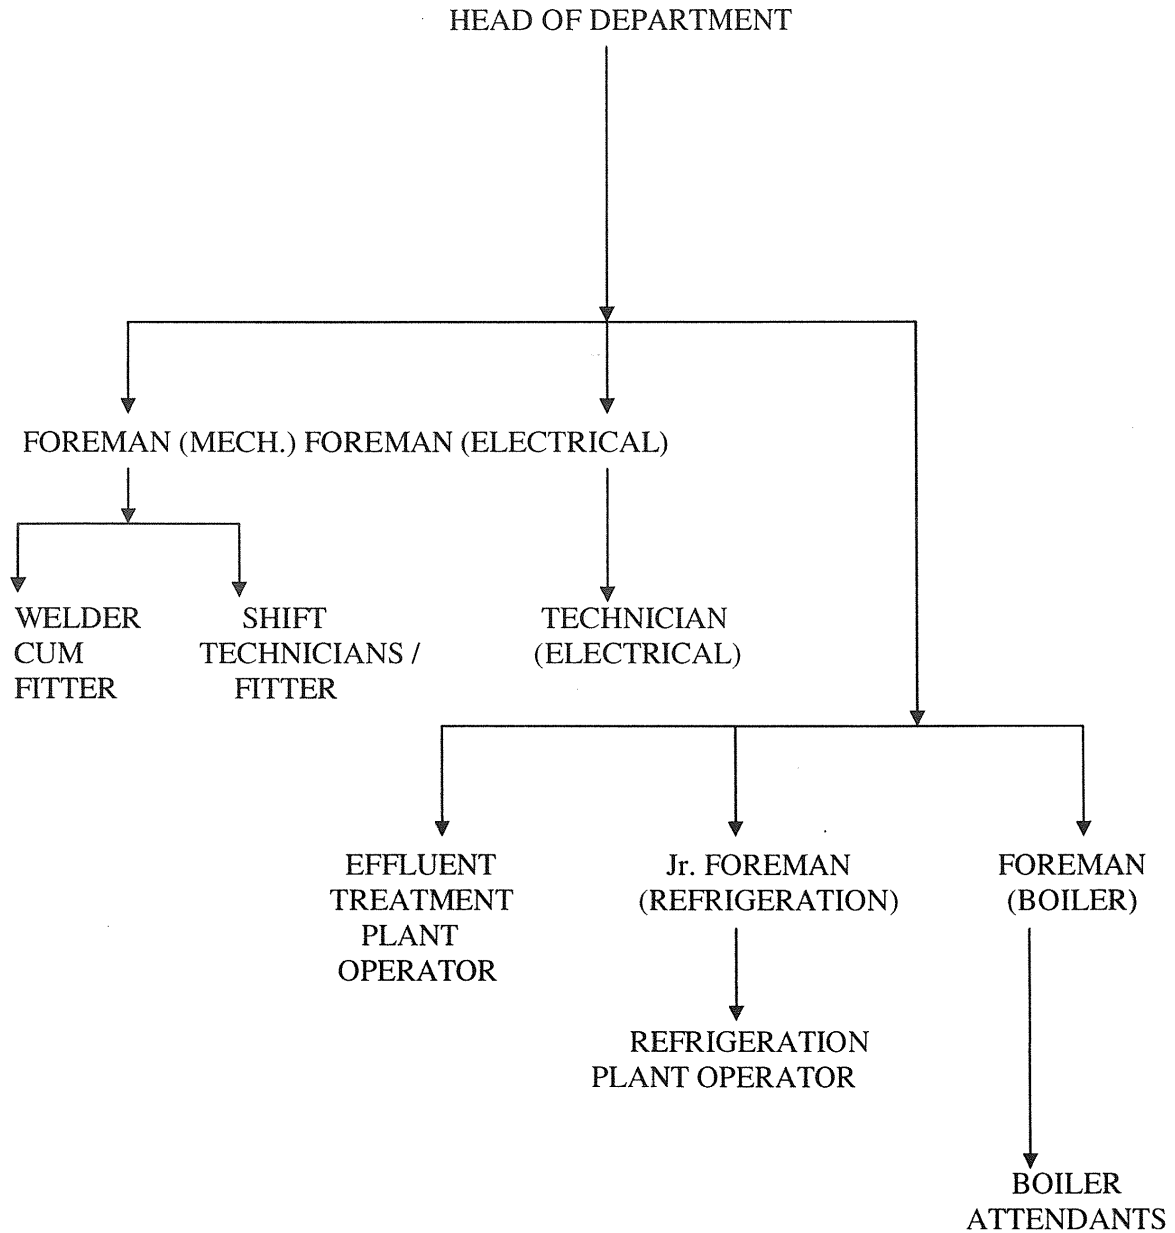 HEAD OF DEPARTMENT
FOREMAN (MECH.) FOREMAN (ELECTRICAL)
WELDER
CUM
FITTER
SHIFT
TECHNICIANS /
FITTER
TECHNICIAN
(ELECTRICAL)
EFFLUENT
TREATMENT
PLANT
OPERATOR
Jr. FOREMAN
(REFRIGERATION)
FOREMAN
(BOILER)
REFRIGERATION
PLANT OPERATOR
BOILER
ATTENDANTS